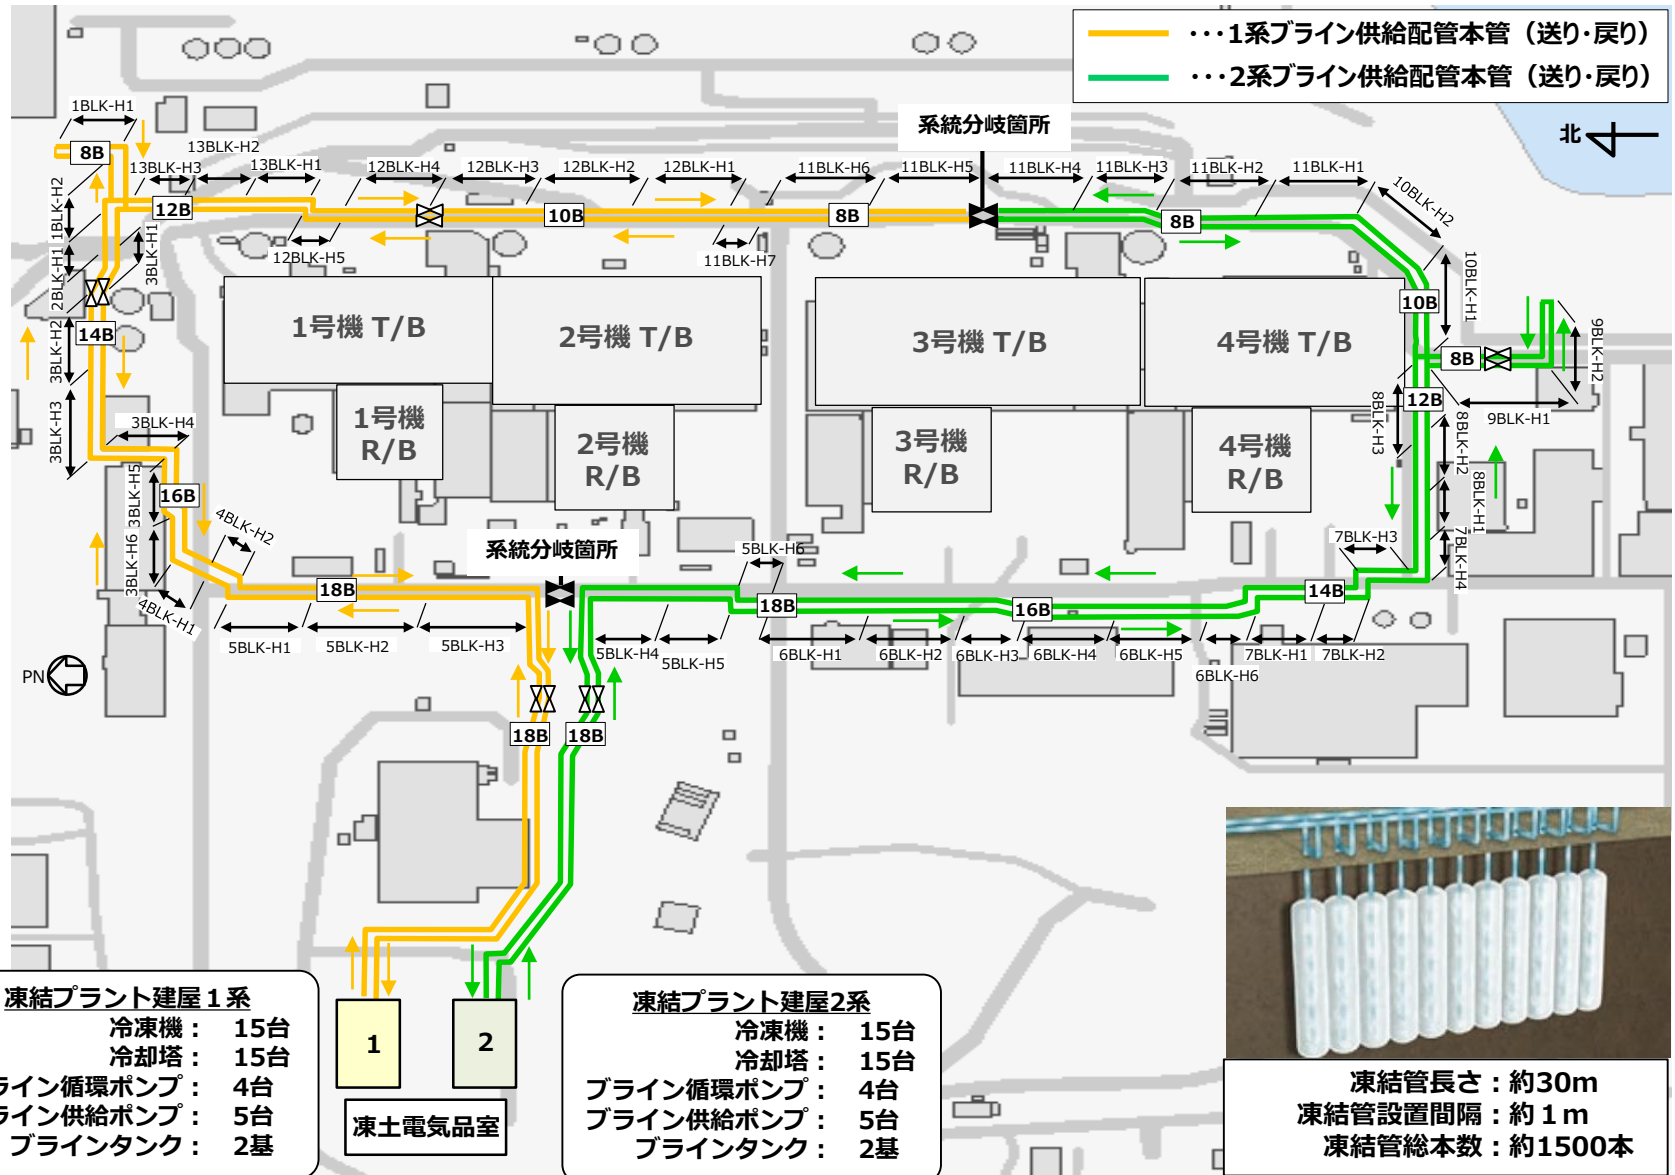 ・・・1系ブライン供給配管本管（送り・戻り）
・・・2系ブライン供給配管本管（送り・戻り）
北
系統分岐箇所
1BLK-H1
8B
13BLK-H3
13BLK-H2
13BLK-H1
12BLK-H4
12BLK-H3
12BLK-H2
12BLK-H1
11BLK-H6
11BLK-H5
11BLK-H4
11BLK-H3
11BLK-H2
11BLK-H1
10BLK-H2
1BLK-H2
12B
10B
8B
8B
2BLK-H1
3BLK-H1
12BLK-H5
11BLK-H7
10BLK-H1
10B
14B
3BLK-H2
1号機 T/B
2号機 T/B
3号機 T/B
4号機 T/B
8B
9BLK-H2
9BLK-H1
12B
3BLK-H3
3BLK-H4
1号機
R/B
2号機
R/B
3号機
R/B
4号機
R/B
8BLK-H3
8BLK-H2
8BLK-H1
7BLK-H4
7BLK-H3
3BLK-H5
16B
3BLK-H6
4BLK-H2
4BLK-H1
系統分岐箇所
5BLK-H6
18B
18B
16B
14B
5BLK-H1
5BLK-H2
5BLK-H3
5BLK-H4
5BLK-H5
6BLK-H1
6BLK-H2
6BLK-H3
6BLK-H4
6BLK-H5
6BLK-H6
7BLK-H1
7BLK-H2
PN
18B
18B
凍結プラント建屋１系
冷凍機： 15台
冷却塔： 15台
ライン循環ポンプ： 4台
ライン供給ポンプ： 5台
ブラインタンク： 2基
1
2
凍土電気品室
凍結プラント建屋2系
冷凍機： 15台
冷却塔： 15台
ブライン循環ポンプ： 4台
ブライン供給ポンプ： 5台
ブラインタンク： 2基
凍結管長さ：約30m
凍結管設置間隔：約１m
凍結管総本数：約1500本